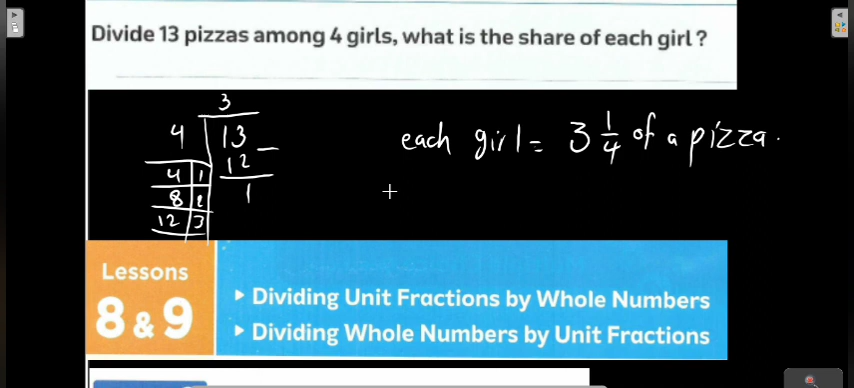 Divide 13 pizzas among 4 girls, what is the share of each girl?
3
4 13 -
12
1
4 1
8 2
12 3
each girl = 3 1/4 of a pizza.
Lessons
8 & 9
▸ Dividing Unit Fractions by Whole Numbers
▸ Dividing Whole Numbers by Unit Fractions